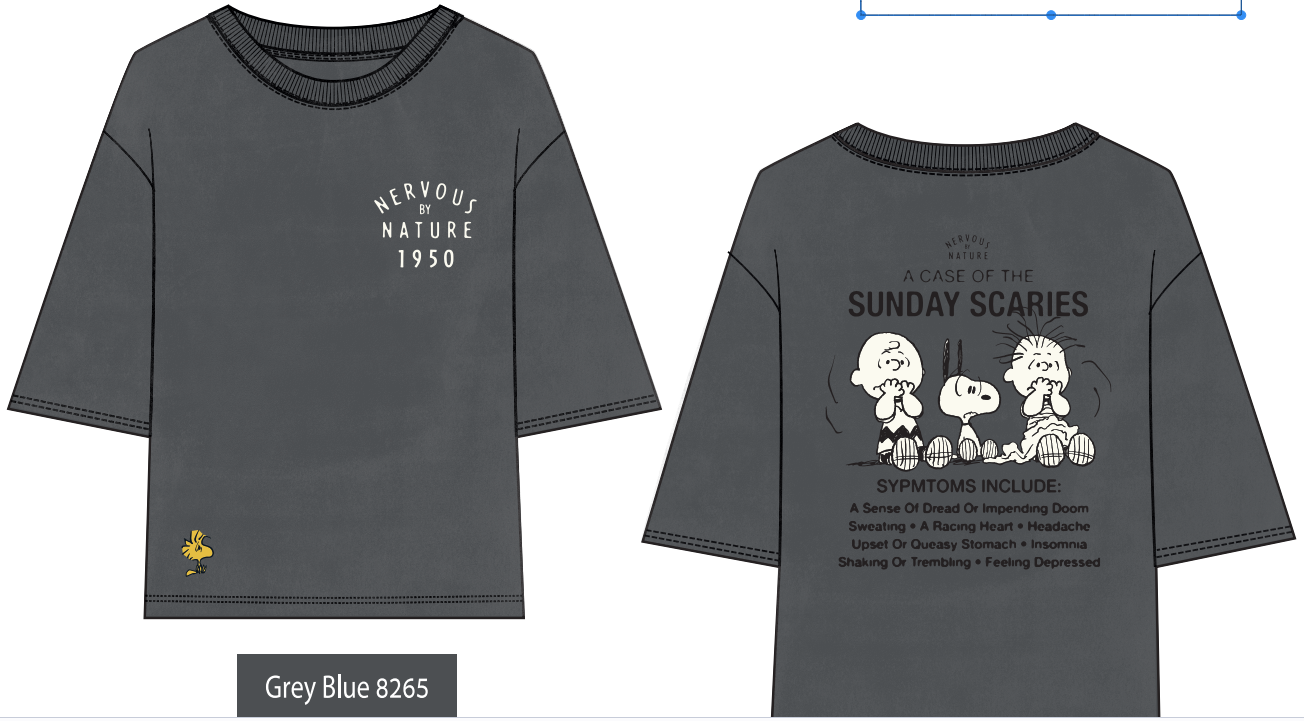 NERVOUS
BY
NATURE
1950
Grey Blue 8265
NERVOUS
BY
NATURE
A CASE OF THE
SUNDAY SCARIES
SYPMTOMS INCLUDE:
A Sense Of Dread Or Impending Doom
Sweating • A Racing Heart • Headache
Upset Or Queasy Stomach • Insomnia
Shaking Or Trembling • Feeling Depressed